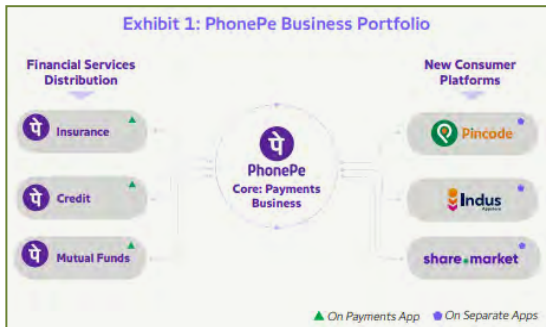 Exhibit 1: PhonePe Business Portfolio
Financial Services
Distribution
पे Insurance
पे Credit
पे Mutual Funds
पे
PhonePe
Core: Payments
Business
New Consumer
Platforms
Pincode
Indus
Appstore
share.market
On Payments App
On Separate Apps